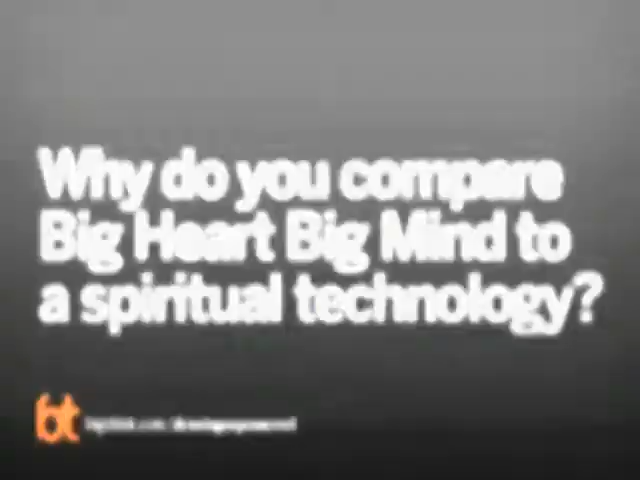 Why do you compare
Big Heart Big Mind to
a spiritual technology?
bt